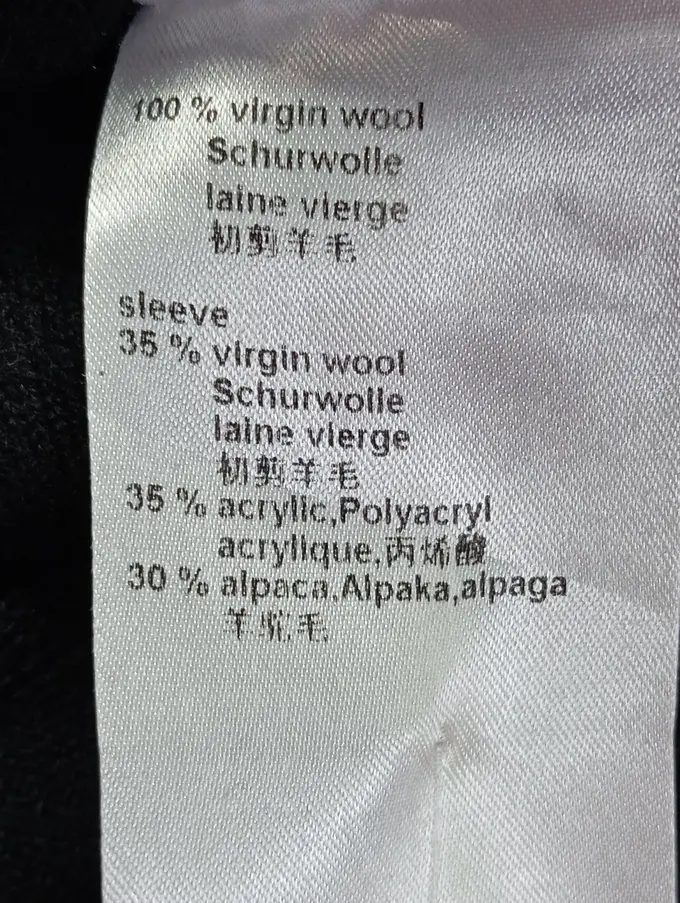 100 % virgin wool
Schurwolle
laine vierge
初剪羊毛
sleeve
35 % virgin wool
Schurwolle
laine vierge
初剪羊毛
35 % acrylic,Polyacryl
acrylique,丙烯酸
30 % alpaca,Alpaka,alpaga
羊驼毛